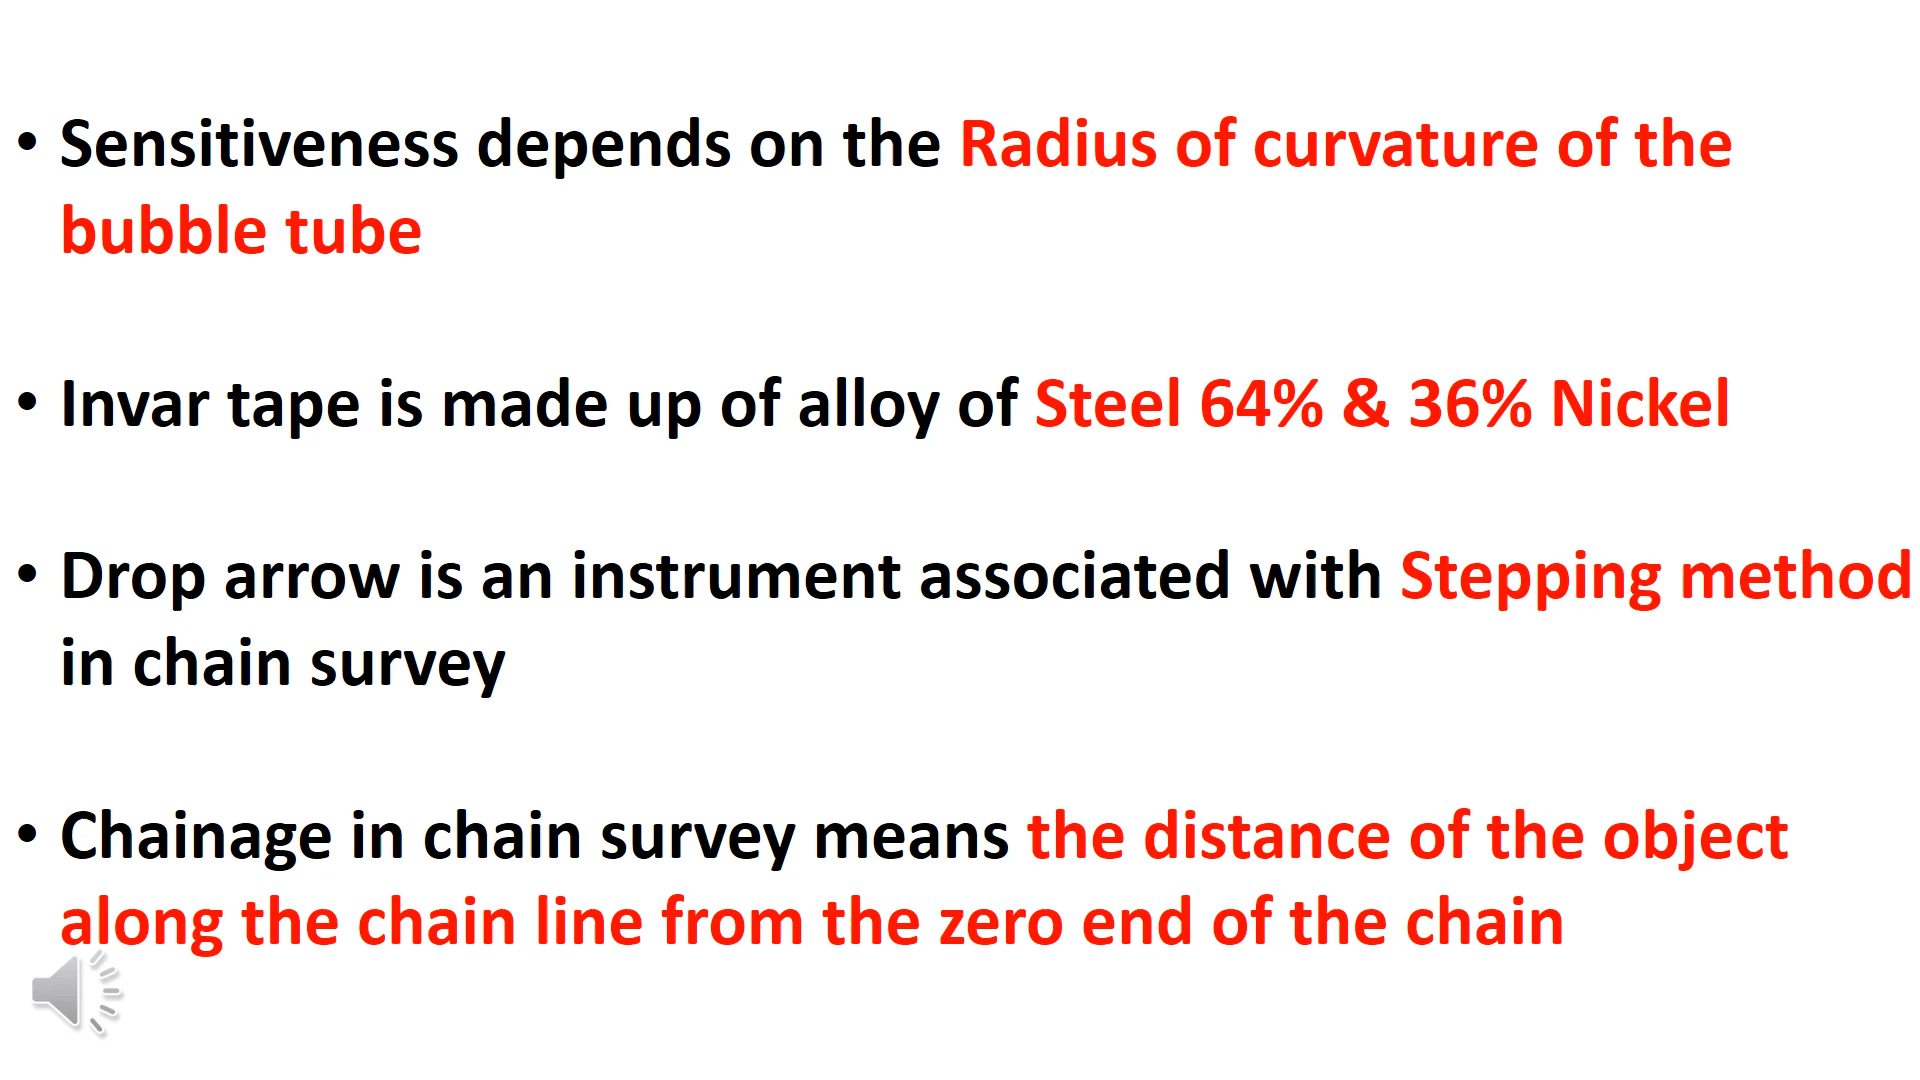 • Sensitiveness depends on the Radius of curvature of the
bubble tube
• Invar tape is made up of alloy of Steel 64% & 36% Nickel
• Drop arrow is an instrument associated with Stepping method
in chain survey
• Chainage in chain survey means the distance of the object
along the chain line from the zero end of the chain